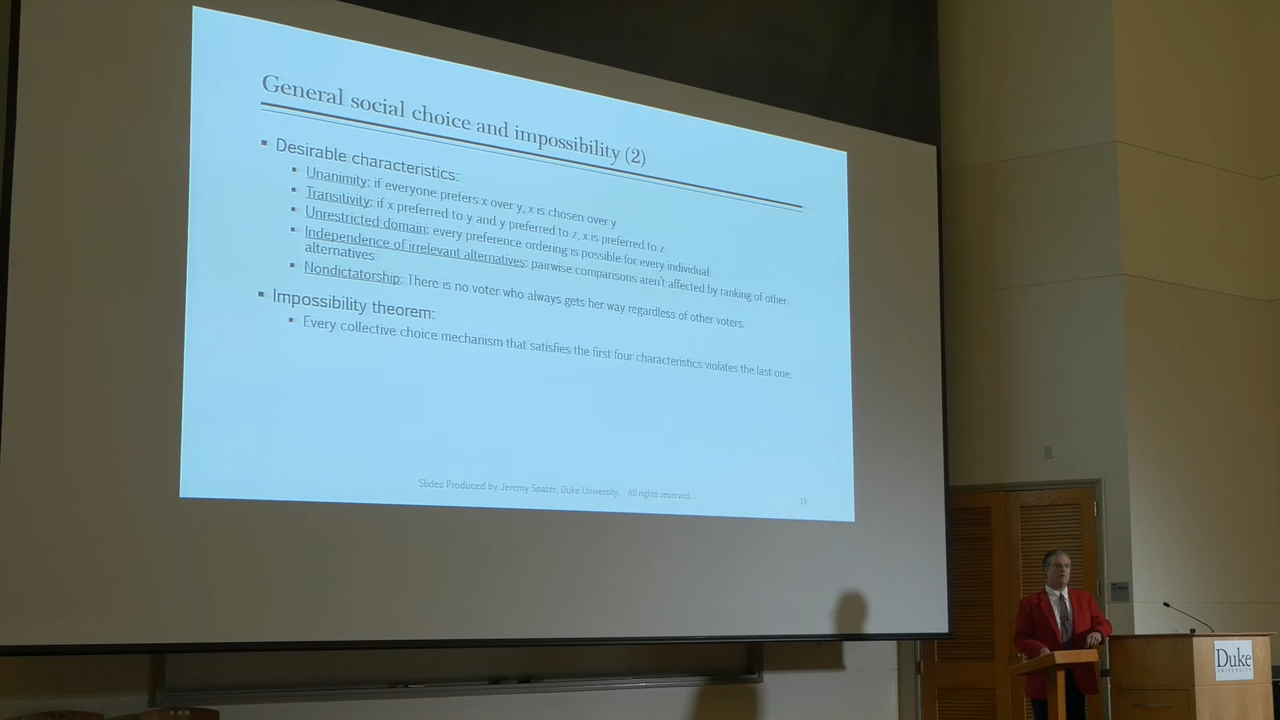 General social choice and impossibility (2)
Desirable characteristics:
Unanimity: if everyone prefers x over y, x is chosen over y
Transitivity: if x preferred to y and y preferred to z, x is preferred to z
Unrestricted domain: every preference ordering is possible for every individual
Independence of irrelevant alternatives: pairwise comparisons aren't affected by ranking of other
alternatives
Nondictatorship: There is no voter who always gets her way regardless of other voters.
Impossibility theorem:
Every collective choice mechanism that satisfies the first four characteristics violates the last one.
Slides Produced by Jeremy Spater, Duke University. All rights reserved.
14
Duke
UNIVERSITY